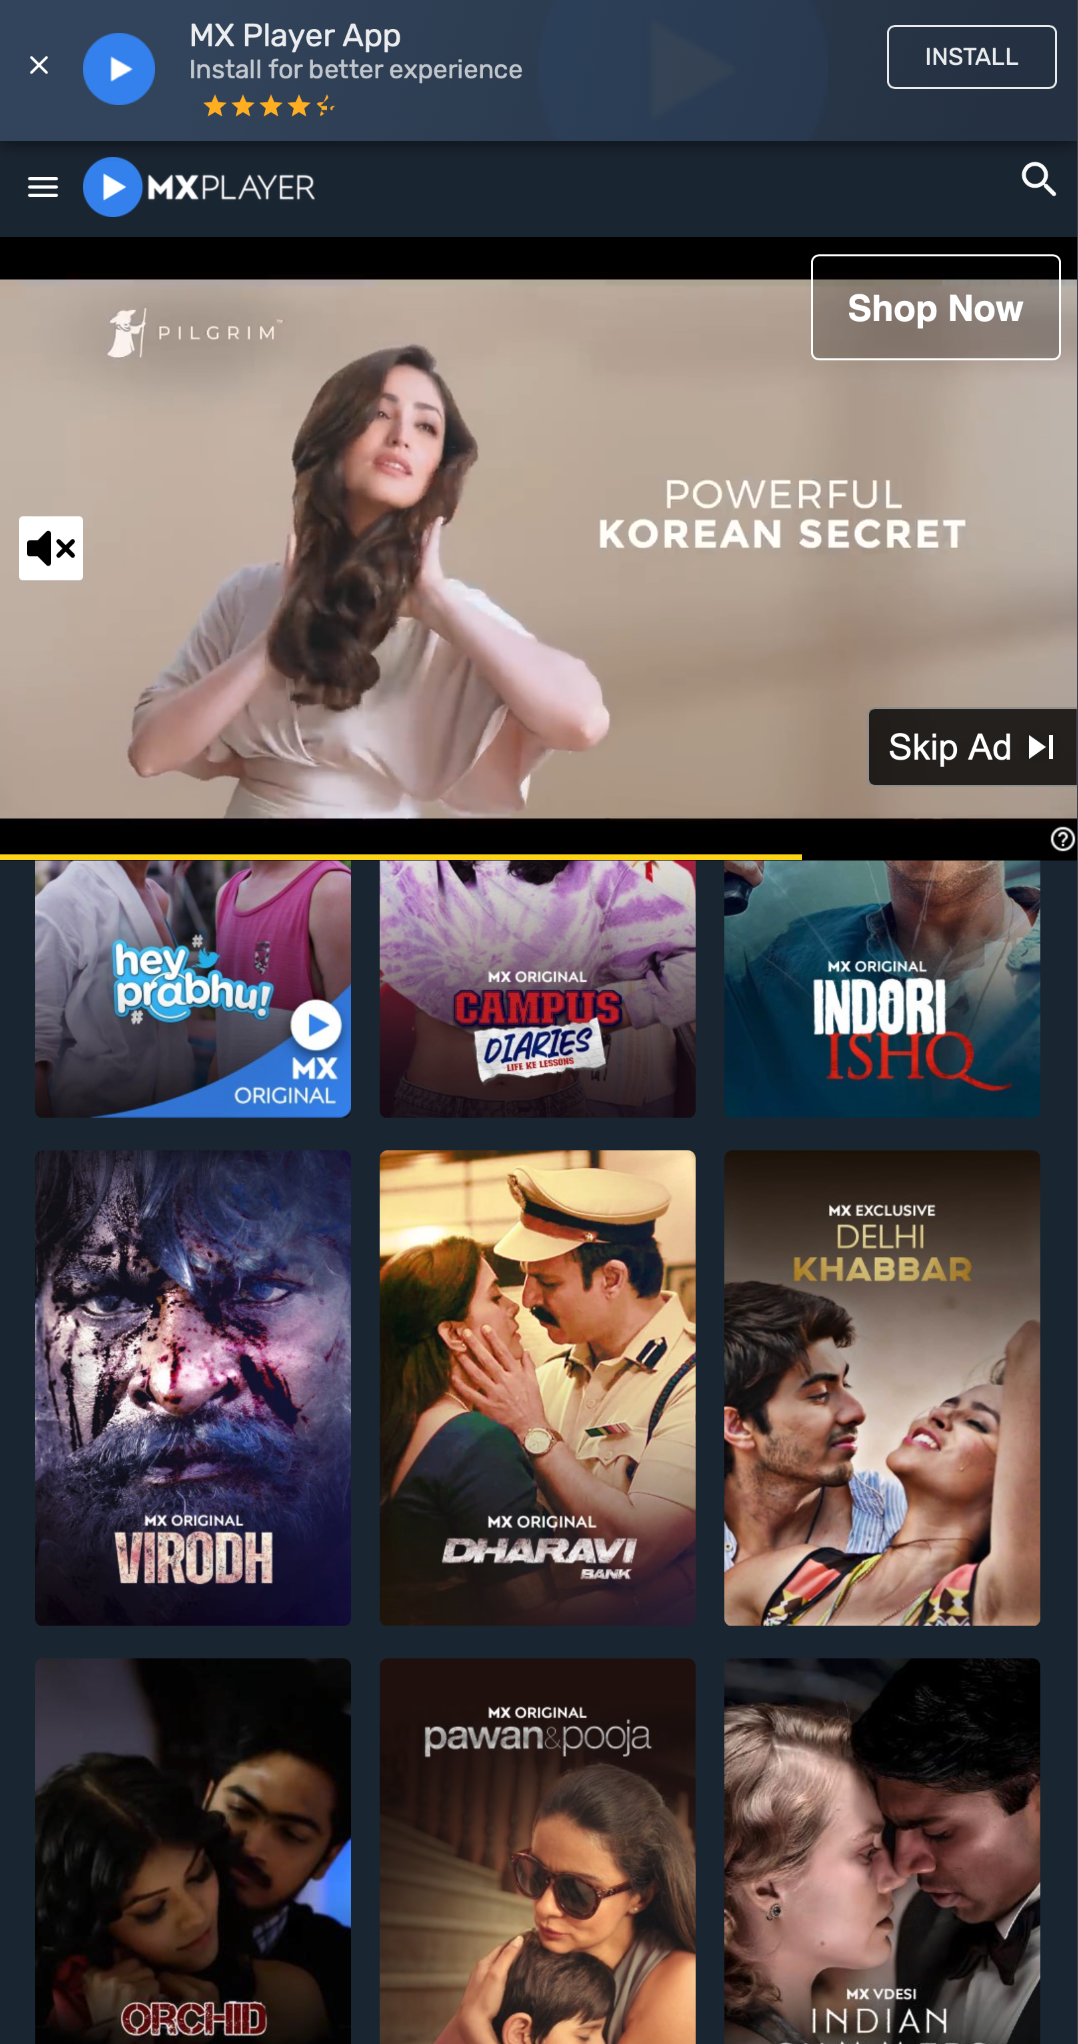 MX Player App
Install for better experience
INSTALL
MXPLAYER
PILGRIM™
Shop Now
POWERFUL
KOREAN SECRET
Skip Ad
#
hey
prabhu!
#
MX
ORIGINAL
MX ORIGINAL
CAMPUS
DIARIES
LIFE KE LESSONS
MX ORIGINAL
INDORI
ISHQ
MX ORIGINAL
VIRODH
MX ORIGINAL
DHARAVI
BANK
MX EXCLUSIVE
DELHI
KHABBAR
ORCHID
MX ORIGINAL
pawan&pooja
MX VDESI
INDIAN